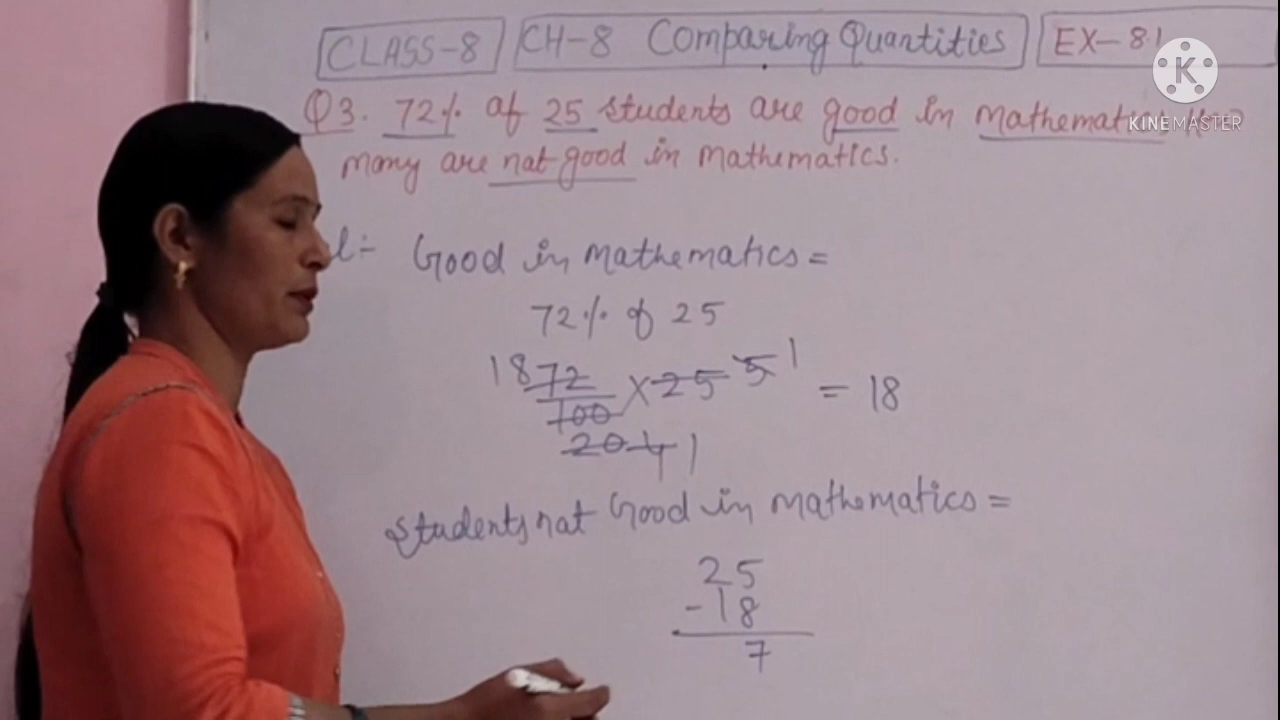 CLASS-8 CH-8 Comparing Quantities EX-8.1
K
KINEMASTER
Q3. 72% of 25 students are good in mathematics
many are not good in mathematics.
Good in mathematics =
72% of 25
18 72 × 25 5 1 = 18
100
20 4 1
Students not Good in mathematics =
25
-18
7